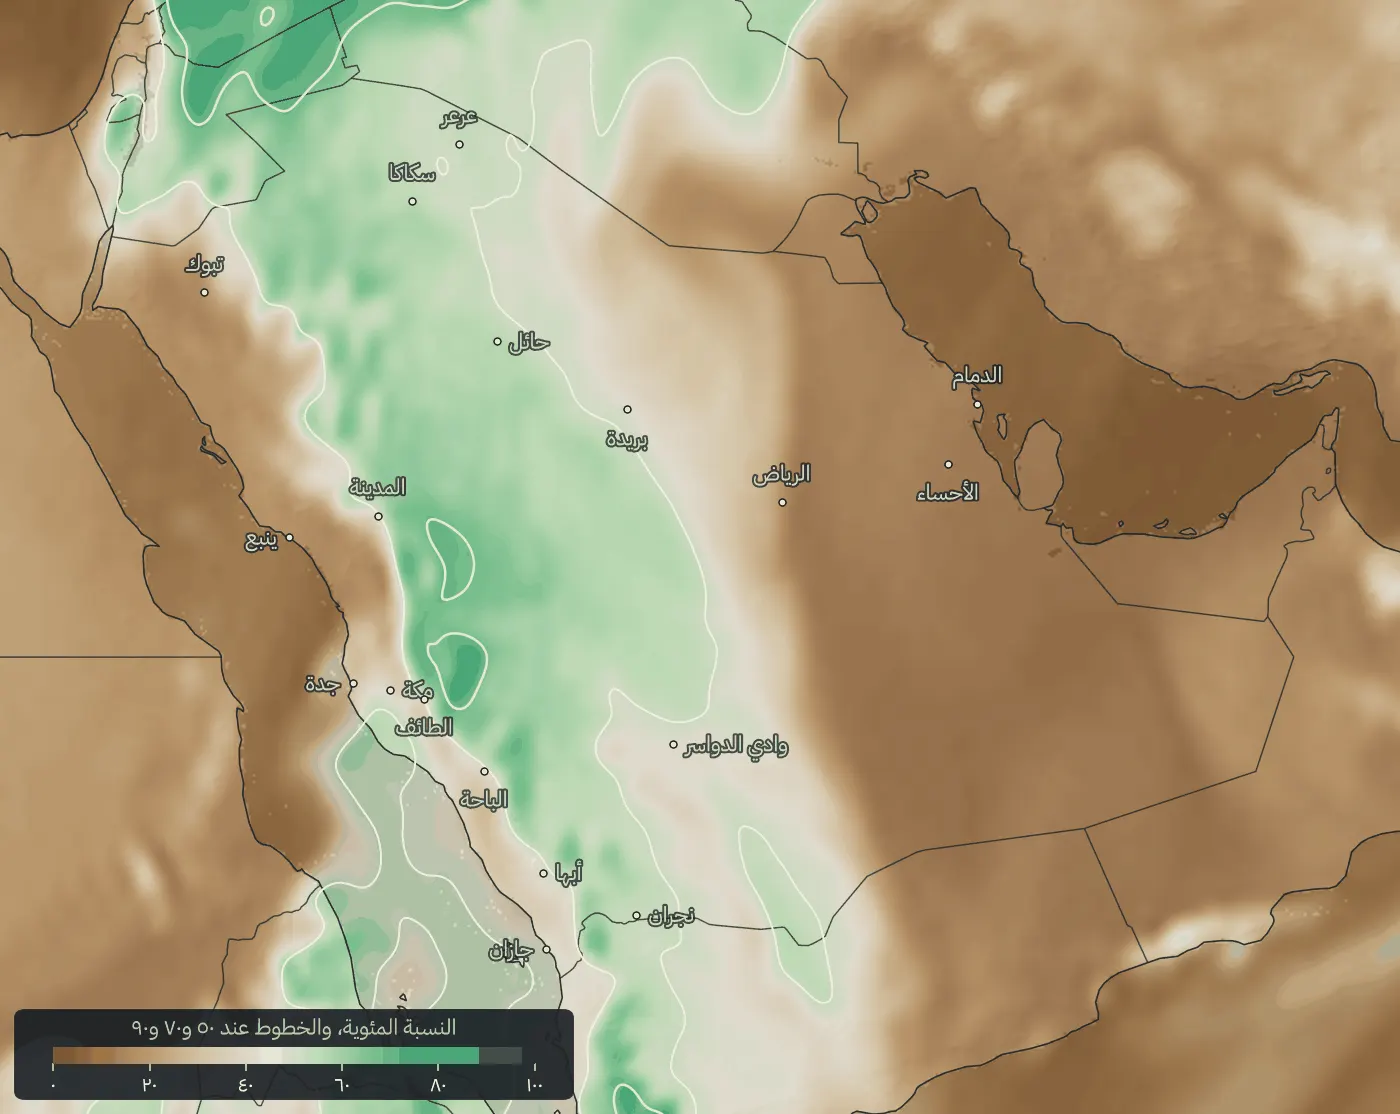 عرعر
سكاكا
تبوك
حائل
الدمام
بريدة
الرياض
المدينة
الأحساء
ينبع
جدة
مكة
الطائف
وادي الدواسر
الباحة
أبها
نجران
جازان
النسبة المئوية، والخطوط عند ٥٠ و٧٠ و٩٠
٠ ٢٠ ٤٠ ٦٠ ٨٠ ١٠٠